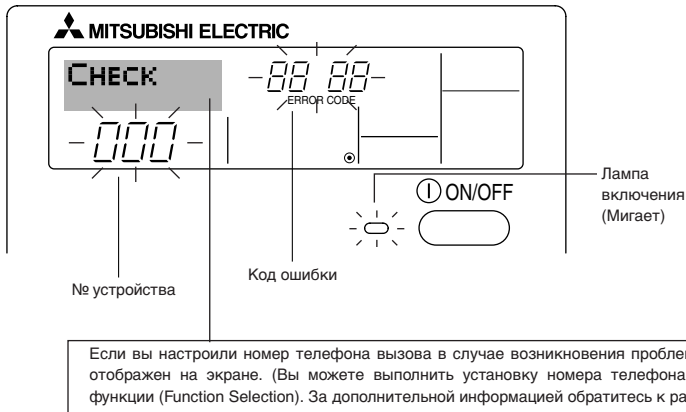 MITSUBISHI ELECTRIC
CHECK
88 88
ERROR CODE
000
ON/OFF
Лампа
включения
(Мигает)
Код ошибки
№ устройства
Если вы настроили номер телефона вызова в случае возникновения
отображен на экране. (Вы можете выполнить установку номера телефона
функции (Function Selection). За дополнительной информацией обратитесь к